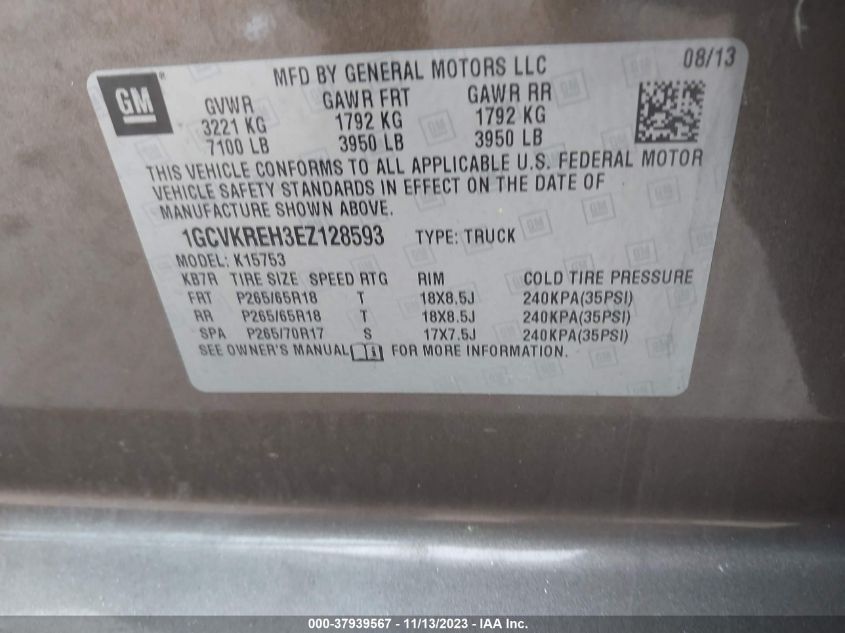 GM ® MFD BY GENERAL MOTORS LLC 08/13
GVWR GAWR FRT GAWR RR
3221 KG 1792 KG 1792 KG
7100 LB 3950 LB 3950 LB
THIS VEHICLE CONFORMS TO ALL APPLICABLE U.S. FEDERAL MOTOR
VEHICLE SAFETY STANDARDS IN EFFECT ON THE DATE OF
MANUFACTURE SHOWN ABOVE.
1GCVKREH3EZ128593 TYPE: TRUCK
MODEL: K15753
KB7R TIRE SIZE SPEED RTG RIM COLD TIRE PRESSURE
FRT P265/65R18 T 18X8.5J 240KPA(35PSI)
RR P265/65R18 T 18X8.5J 240KPA(35PSI)
SPA P265/70R17 S 17X7.5J 240KPA(35PSI)
SEE OWNER'S MANUAL FOR MORE INFORMATION.
000-37939567 - 11/13/2023 - IAA Inc.